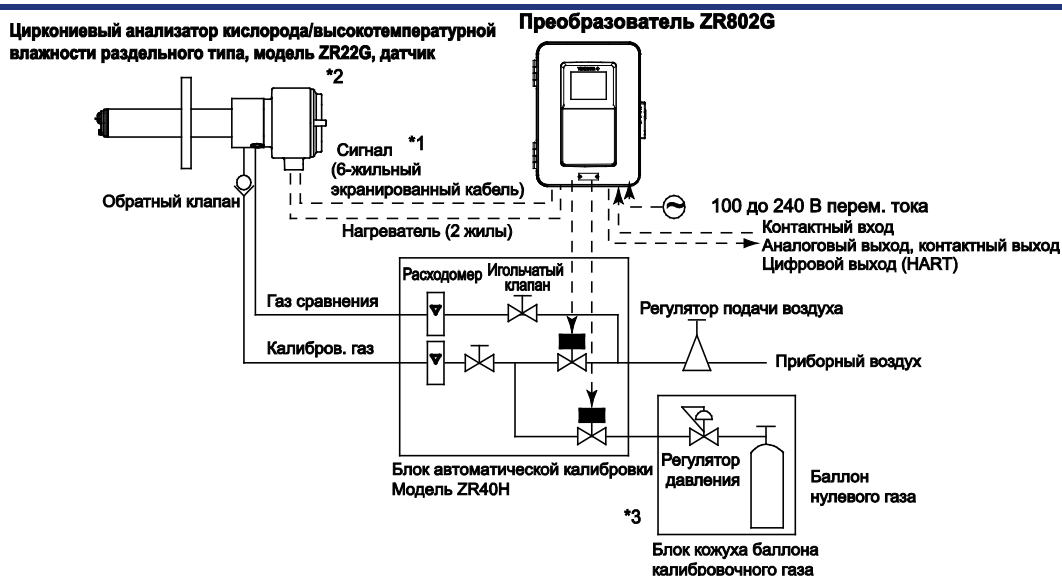 Циркониевый анализатор кислорода/высокотемпературной
влажности раздельного типа, модель ZR22G, датчик
*2
Преобразователь ZR802G
Сигнал *1
(6-жильный
экранированный кабель)
Обратный клапан
Нагреватель (2 жилы)
100 до 240 В перем. тока
Контактный вход
Аналоговый выход, контактный выход
Цифровой выход (HART)
Расходомер
Игольчатый
клапан
Газ сравнения
Регулятор подачи воздуха
Калибров. газ
Приборный воздух
Блок автоматической калибровки
Модель ZR40H
Регулятор
давления
Баллон
нулевого газа
*3
Блок кожуха баллона
калибровочного газа